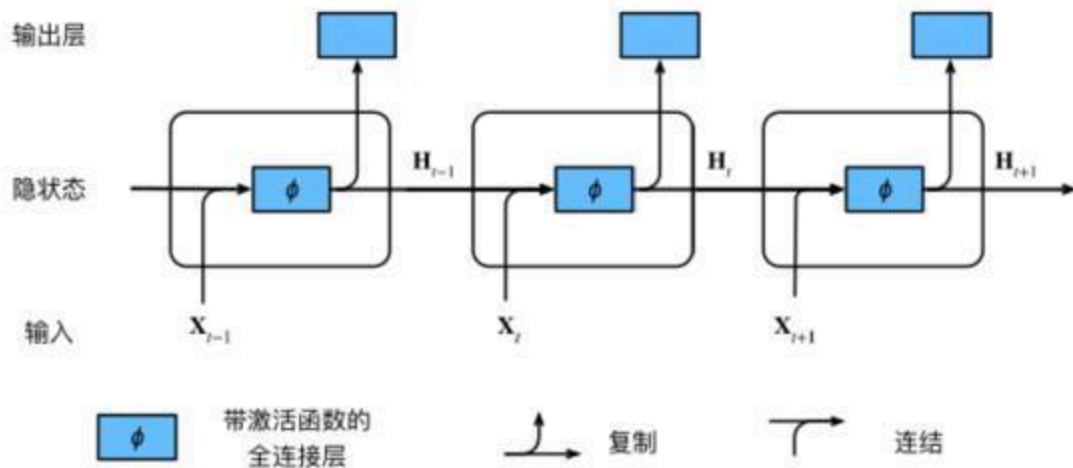 输出层
H_{t-1} H_t H_{t+1}
隐状态 ϕ ϕ ϕ
输入 X_{t-1} X_t X_{t+1}
ϕ 带激活函数的
全连接层 复制 连结